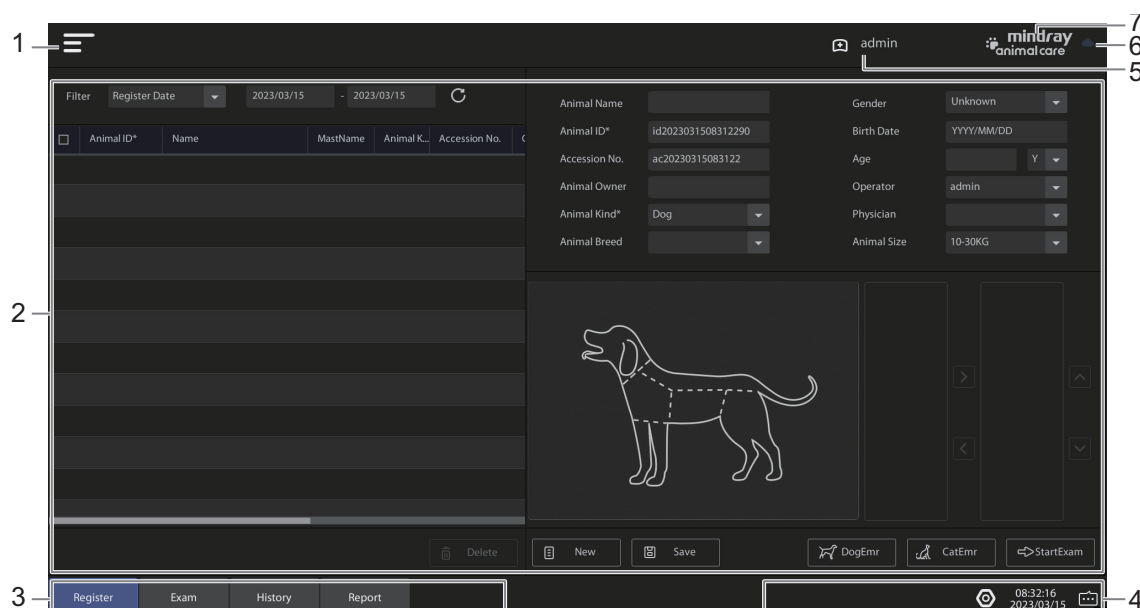 7
1 admin mindray 6
animal care 5
Filter Register Date 2023/03/15 - 2023/03/15
Animal ID* Name MastName Animal K... Accession No.
Animal Name Gender Unknown
Animal ID* id2023031508312290 Birth Date YYYY/MM/DD
Accession No. ac20230315083122 Age Y
Animal Owner Operator admin
Animal Kind* Dog Physician
Animal Breed Animal Size 10-30KG
2
Delete New Save DogEmr CatEmr StartExam
3 Register Exam History Report 08:32:16 4
2023/03/15